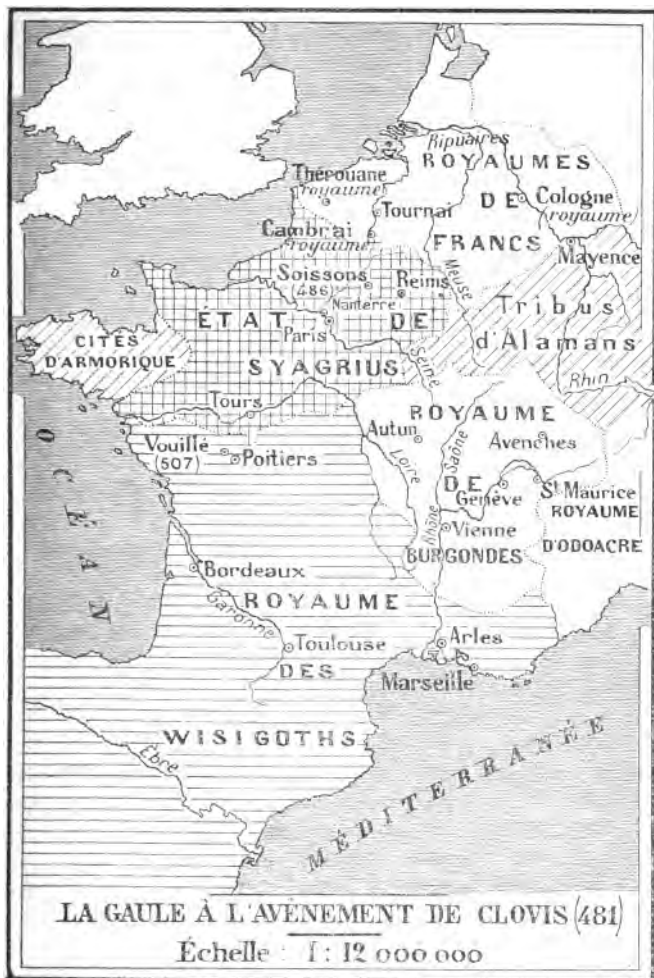 Ripuaires
ROYAUMES
DE
FRANCS
Thérouane
(royaume)
Tournai
Cologne
(royaume)
Cambrai
(royaume)
Mayence
Soissons
(486)
Reims
Meuse
Nanterre
Paris
ÉTAT
DE
SYAGRIUS
Tribus
d'Alamans
CITÉS
D'ARMORIQUE
Seine
Rhin
Tours
Vouillé
(507)
Poitiers
Autun
Loire
Saône
ROYAUME
DE
BURGONDES
Avenches
Genève
St Maurice
ROYAUME
D'ODOACRE
Vienne
Rhône
OCÉAN
Bordeaux
Garonne
ROYAUME
DES
WISIGOTHS
Toulouse
Arles
Marseille
Èbre
MÉDITERRANÉE
LA GAULE À L'AVÈNEMENT DE CLOVIS (481)
Échelle : 1 : 12 000 000